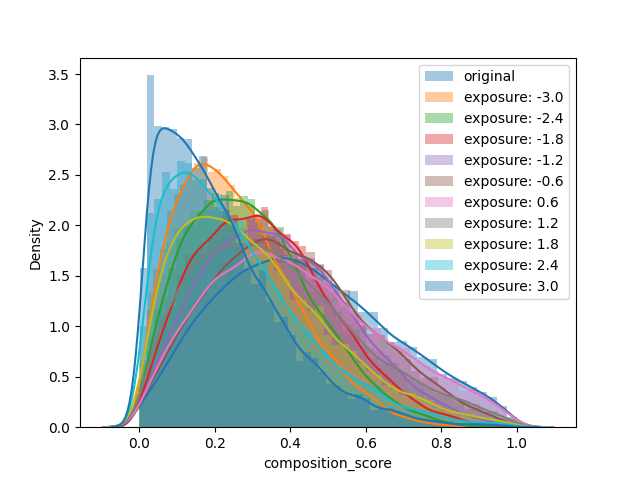 3.5
3.0
2.5
2.0
1.5
1.0
0.5
0.0
Density
0.0 0.2 0.4 0.6 0.8 1.0
composition_score
original
exposure: -3.0
exposure: -2.4
exposure: -1.8
exposure: -1.2
exposure: -0.6
exposure: 0.6
exposure: 1.2
exposure: 1.8
exposure: 2.4
exposure: 3.0